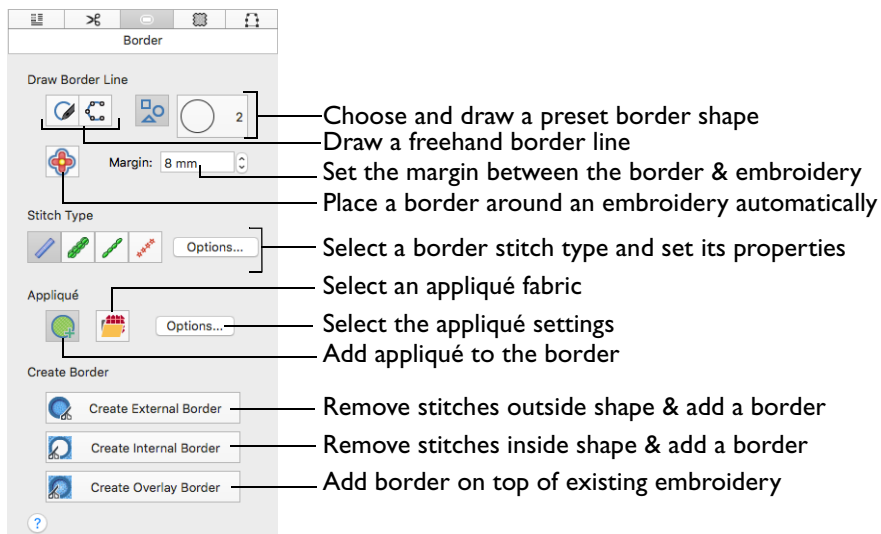 Border
Draw Border Line
2
Choose and draw a preset border shape
Draw a freehand border line
Margin: 8 mm
Set the margin between the border & embroidery
Place a border around an embroidery automatically
Stitch Type
Options...
Select a border stitch type and set its properties
Select an appliqué fabric
Appliqué
Options...
Select the appliqué settings
Add appliqué to the border
Create Border
Create External Border
Remove stitches outside shape & add a border
Create Internal Border
Remove stitches inside shape & add a border
Create Overlay Border
Add border on top of existing embroidery
?